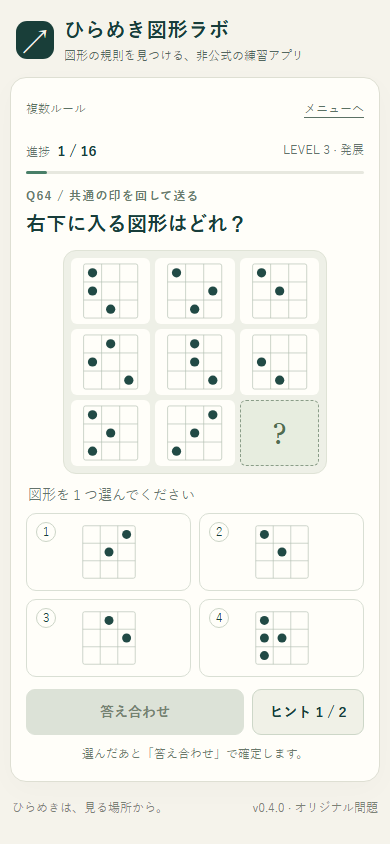 ひらめき図形ラボ
図形の規則を見つける、非公式の練習アプリ
複数ルール
メニューへ
進捗 1 / 16
LEVEL 3 · 発展
Q64 / 共通の印を回して送る
右下に入る図形はどれ？
?
図形を1つ選んでください
1
2
3
4
答え合わせ
ヒント 1 / 2
選んだあと「答え合わせ」で確定します。
ひらめきは、見る場所から。
v0.4.0 · オリジナル問題